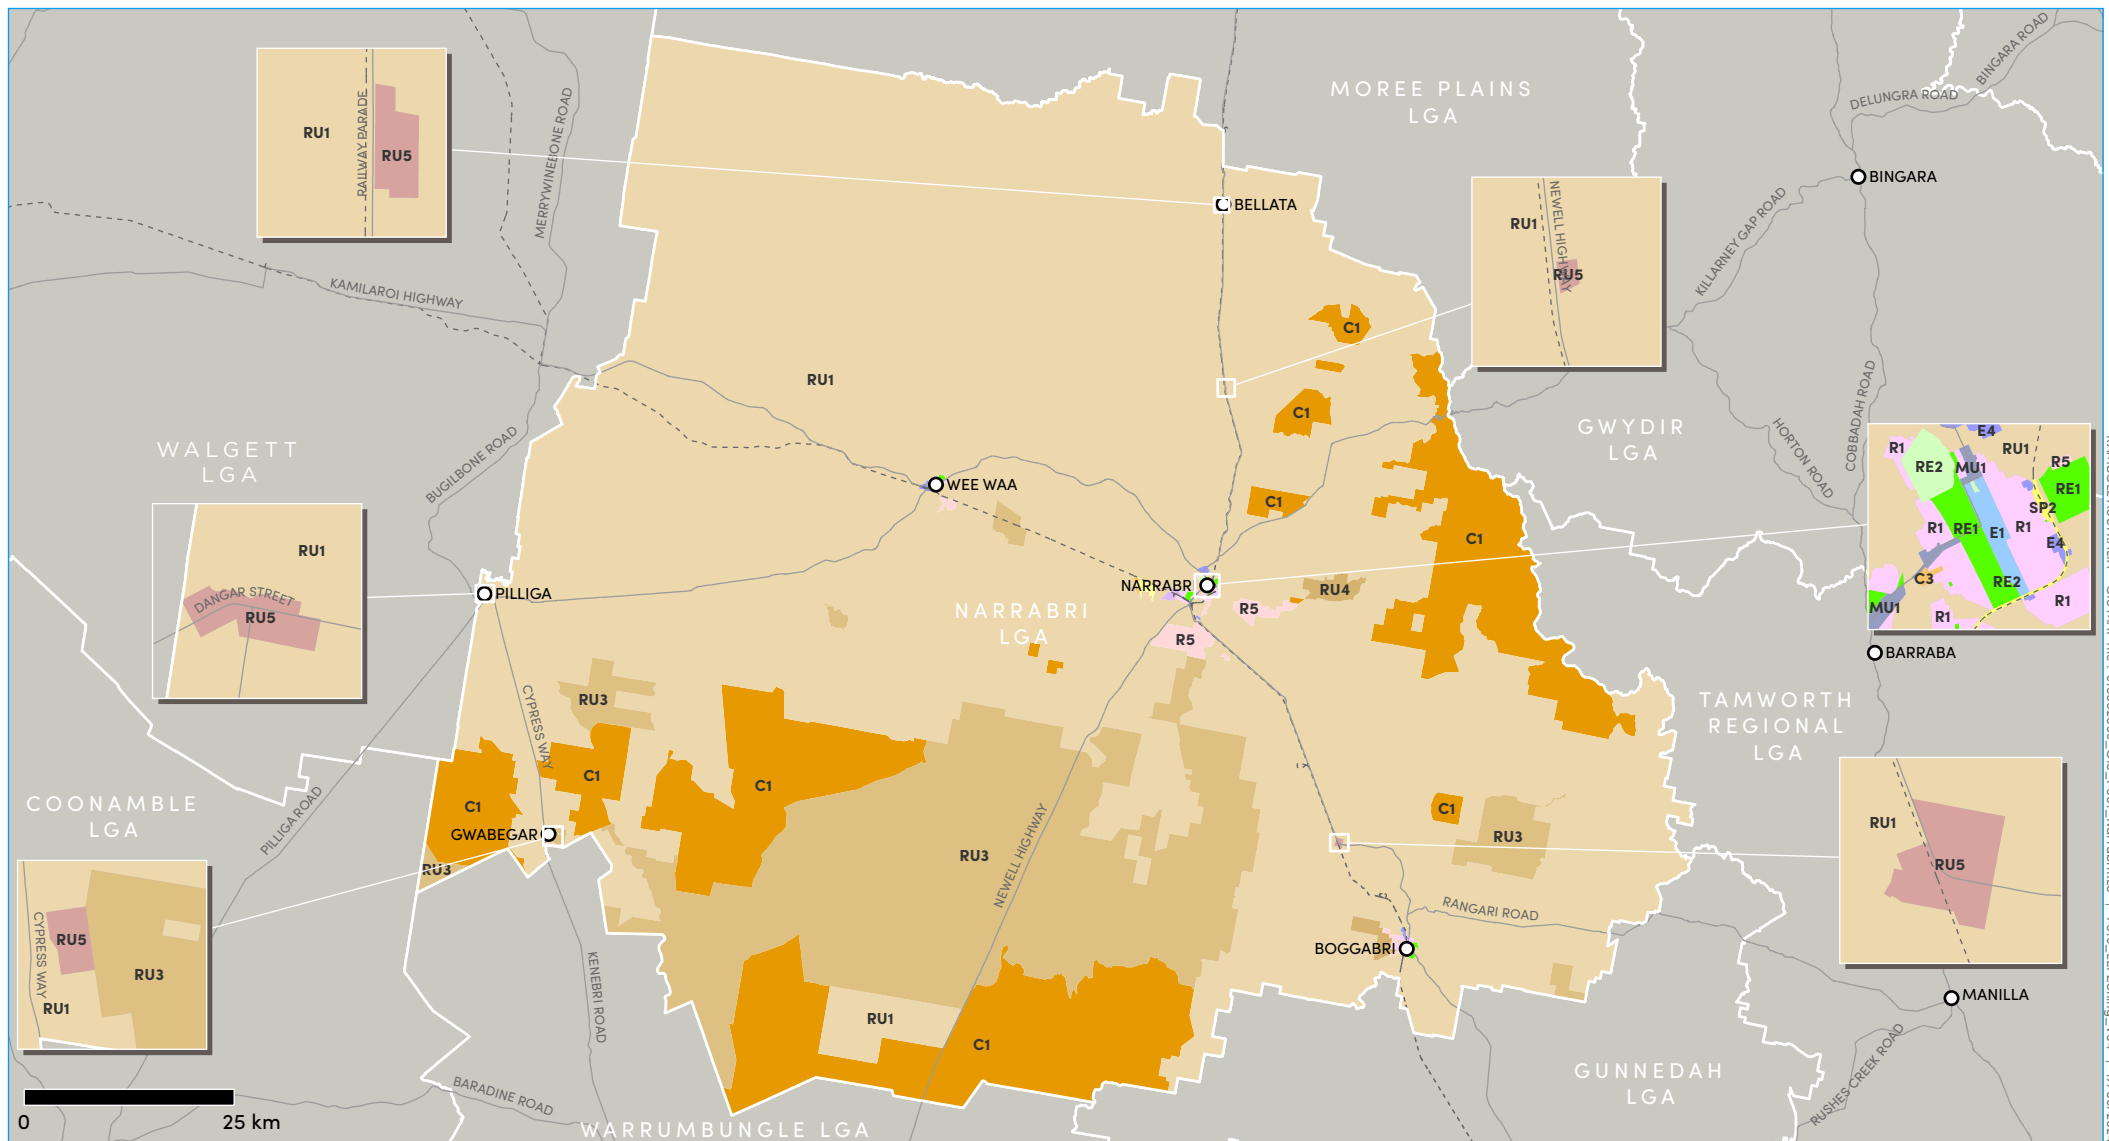 BINGARA ROAD
MOREE PLAINS
LGA
DELUNGRA ROAD
RAILWAY PARADE
MERRYWINEBONE ROAD
RU1
RU5
BINGARA
BELLATA
NEWELL HIGHWAY
RU1
RU5
KILLARNEY GAP ROAD
KAMILAROI HIGHWAY
C1
RU1
COBBADAH ROAD
C1
GWYDIR
LGA
HORTON ROAD
WALGETT
LGA
BUGILBONE ROAD
WEE WAA
C1
C1
R1
E4
RU1
RE2
MU1
R5
RE1
SP2
R1
RE1
E1
R1
E4
C3
RE2
MU1
R1
R1
RU1
DANGAR STREET
RU5
PILLIGA
NARRABR
NARRABRI
LGA
R5
RU4
R5
BARRABA
CYPRESS WAY
RU3
TAMWORTH
REGIONAL
LGA
COONAMBLE
LGA
PILLIGA ROAD
C1
C1
C1
GWABEGAR
RU3
RU3
NEWELL HIGHWAY
C1
RU3
RU1
RU5
CYPRESS WAY
RU5
RU3
RU1
RANGARI ROAD
BOGGABRI
KENEBRI ROAD
RU1
C1
MANILLA
GUNNEDAH
LGA
RUSHES CREEK ROAD
BARADINE ROAD
WARRUMBUNGLE LGA
0
25 km